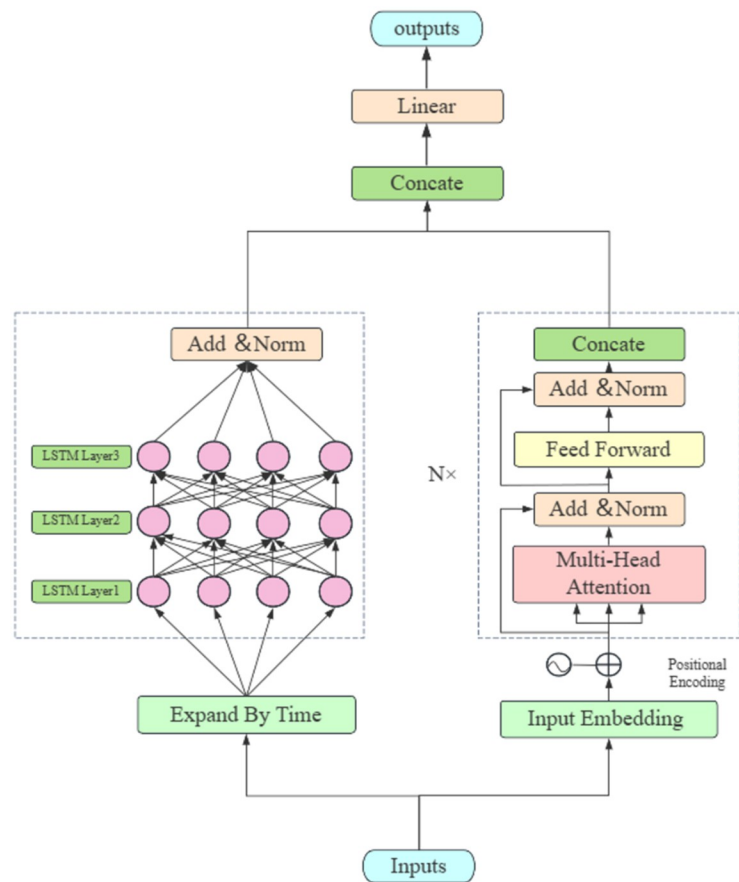 outputs
Linear
Concate
Add &Norm
LSTM Layer3
LSTM Layer2
LSTM Layer1
Expand By Time
N×
Concate
Add &Norm
Feed Forward
Add &Norm
Multi-Head
Attention
Positional
Encoding
Input Embedding
Inputs